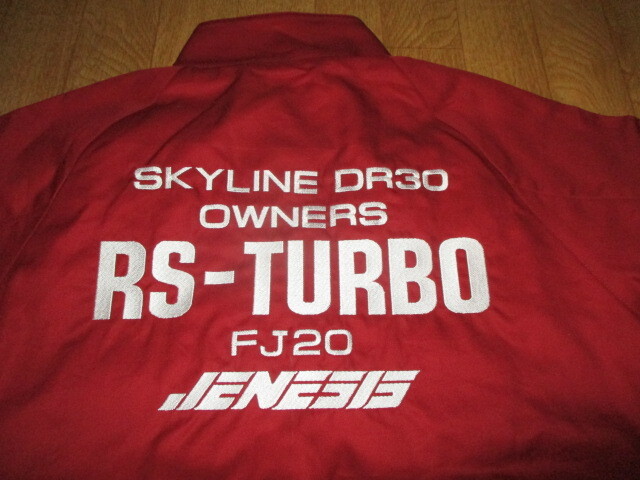 SKYLINE DR30
OWNERS
RS-TURBO
FJ20
JENESIS